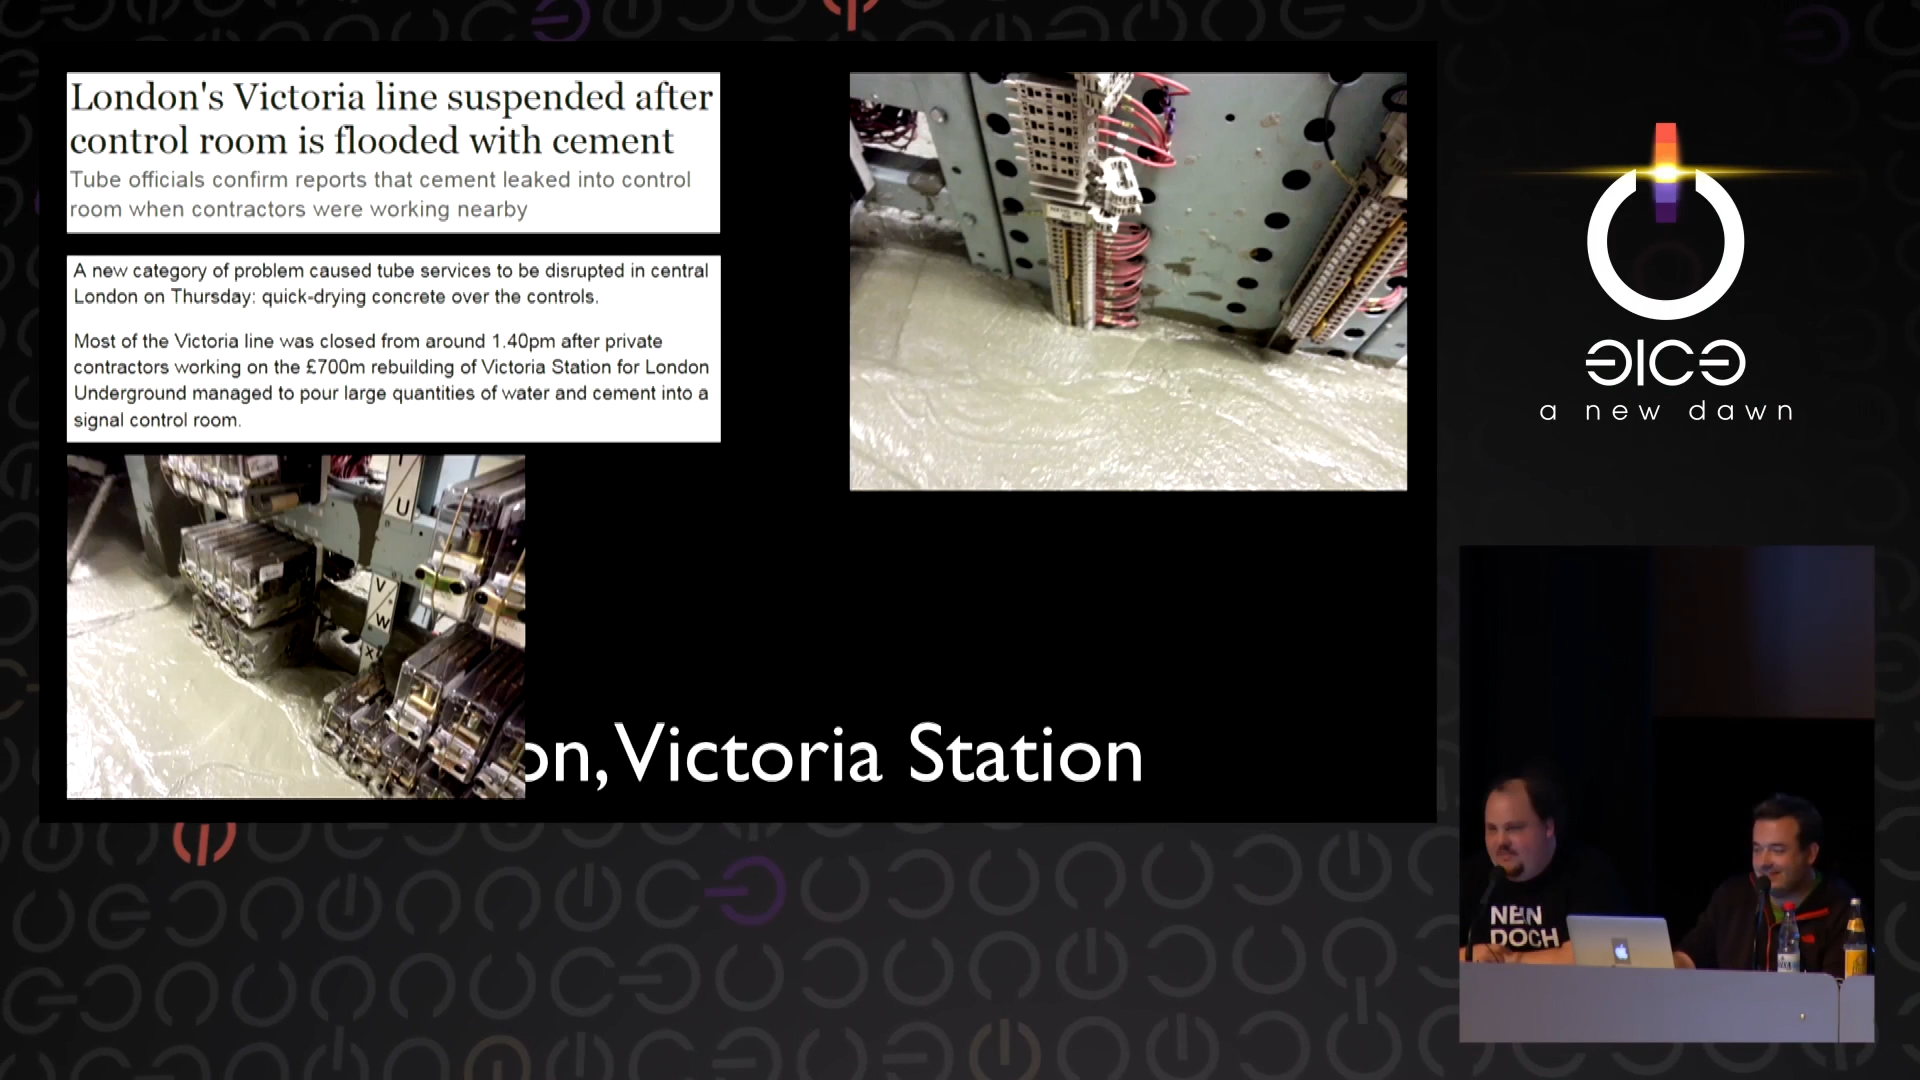 London's Victoria line suspended after
control room is flooded with cement
Tube officials confirm reports that cement leaked into control
room when contractors were working nearby
A new category of problem caused tube services to be disrupted in central
London on Thursday: quick-drying concrete over the controls.
Most of the Victoria line was closed from around 1.40pm after private
contractors working on the £700m rebuilding of Victoria Station for London
Underground managed to pour large quantities of water and cement into a
signal control room.
U
V
W
X
on, Victoria Station
a new dawn
NEIN
DOCH